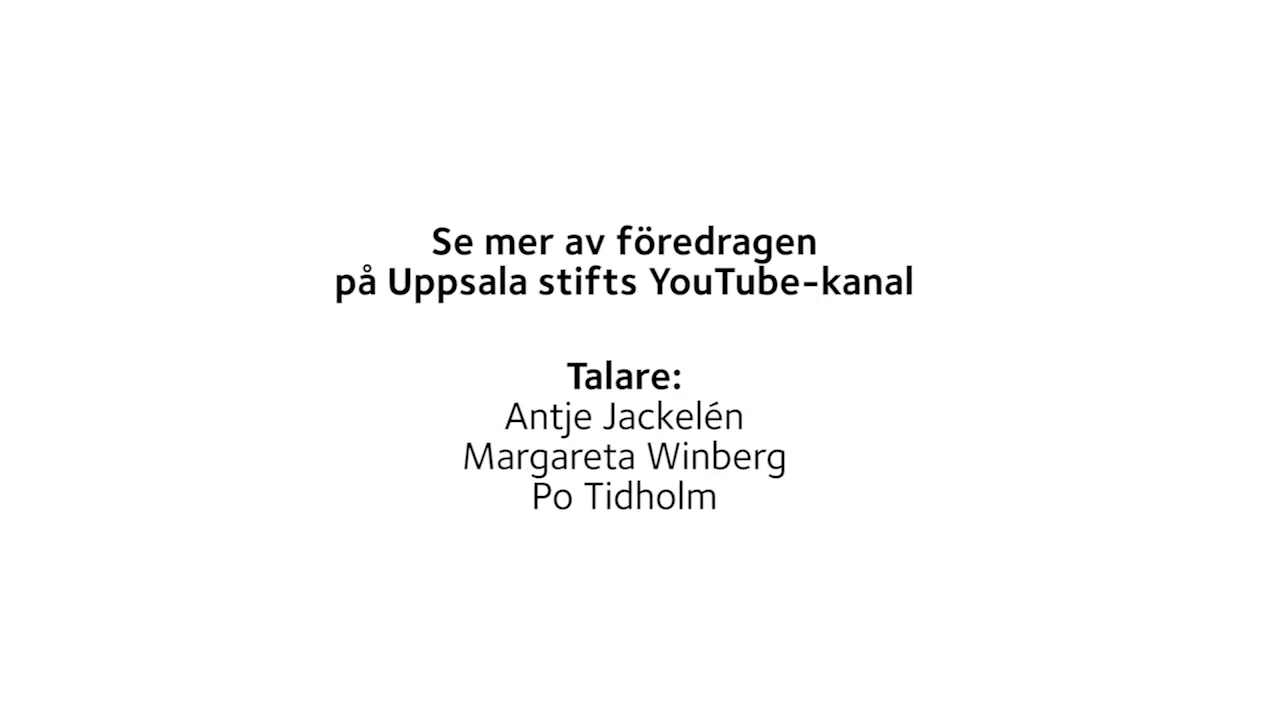 Se mer av föredragen
på Uppsala stifts YouTube-kanal
Talare:
Antje Jackelén
Margareta Winberg
Po Tidholm